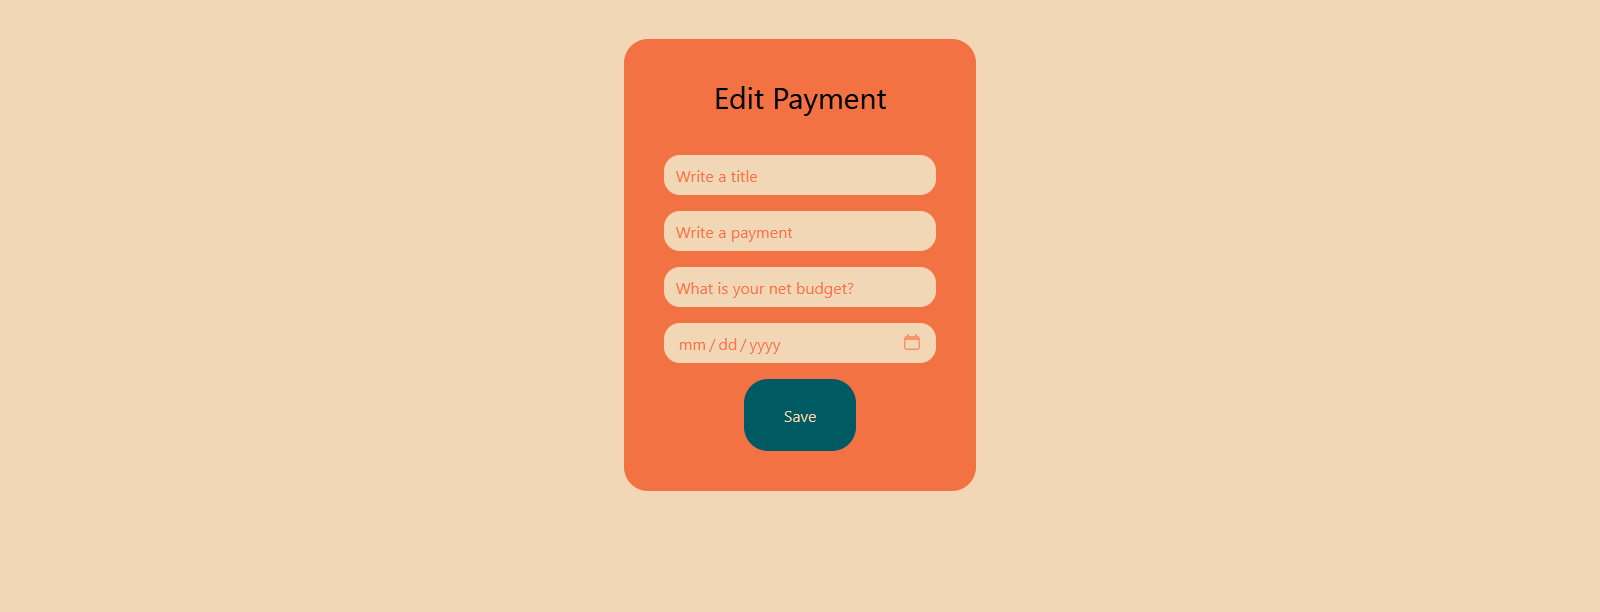 Edit Payment
Write a title
Write a payment
What is your net budget?
mm/dd/yyyy
Save